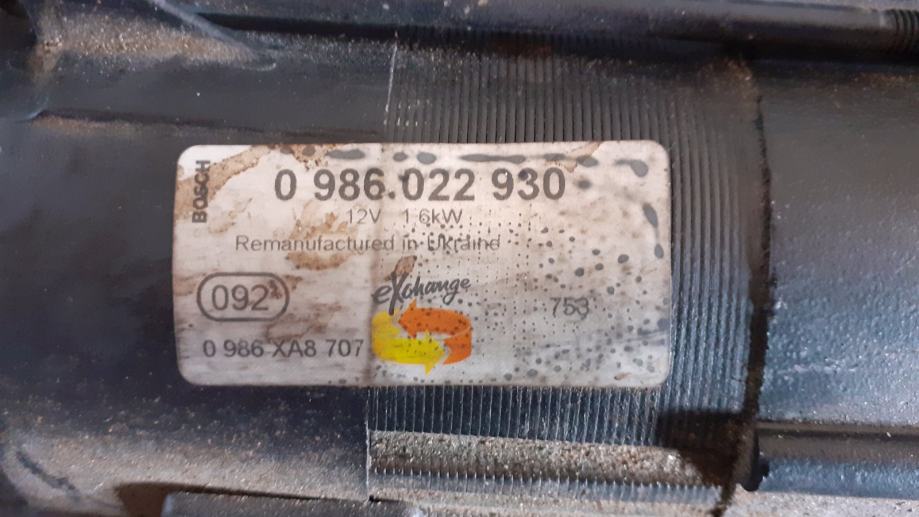 BOSCH
0 986 022 930
12V 1.6kW
Remanufactured in Ukraine
eXchange
092
753
0 986 XA8 707